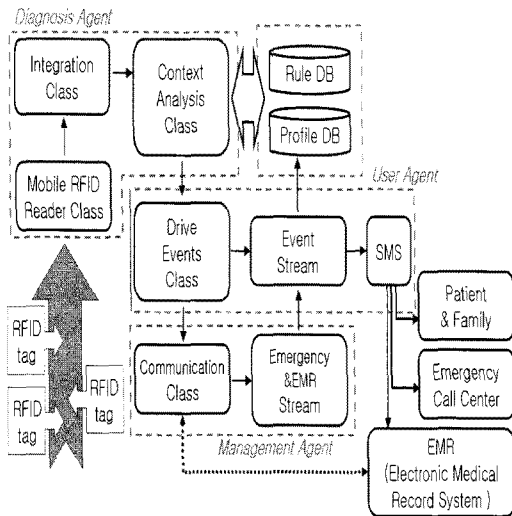 Diagnosis Agent
Integration
Class
Context
Analysis
Class
Rule DB
Profile DB
Mobile RFID
Reader Class
User Agent
Drive
Events
Class
Event
Stream
SMS
RFID
tag
RFID
tag
RFID
tag
Patient
& Family
Communication
Class
Emergency
&EMR
Stream
Emergency
Call Center
Management Agent
EMR
(Electronic Medical
Record System )